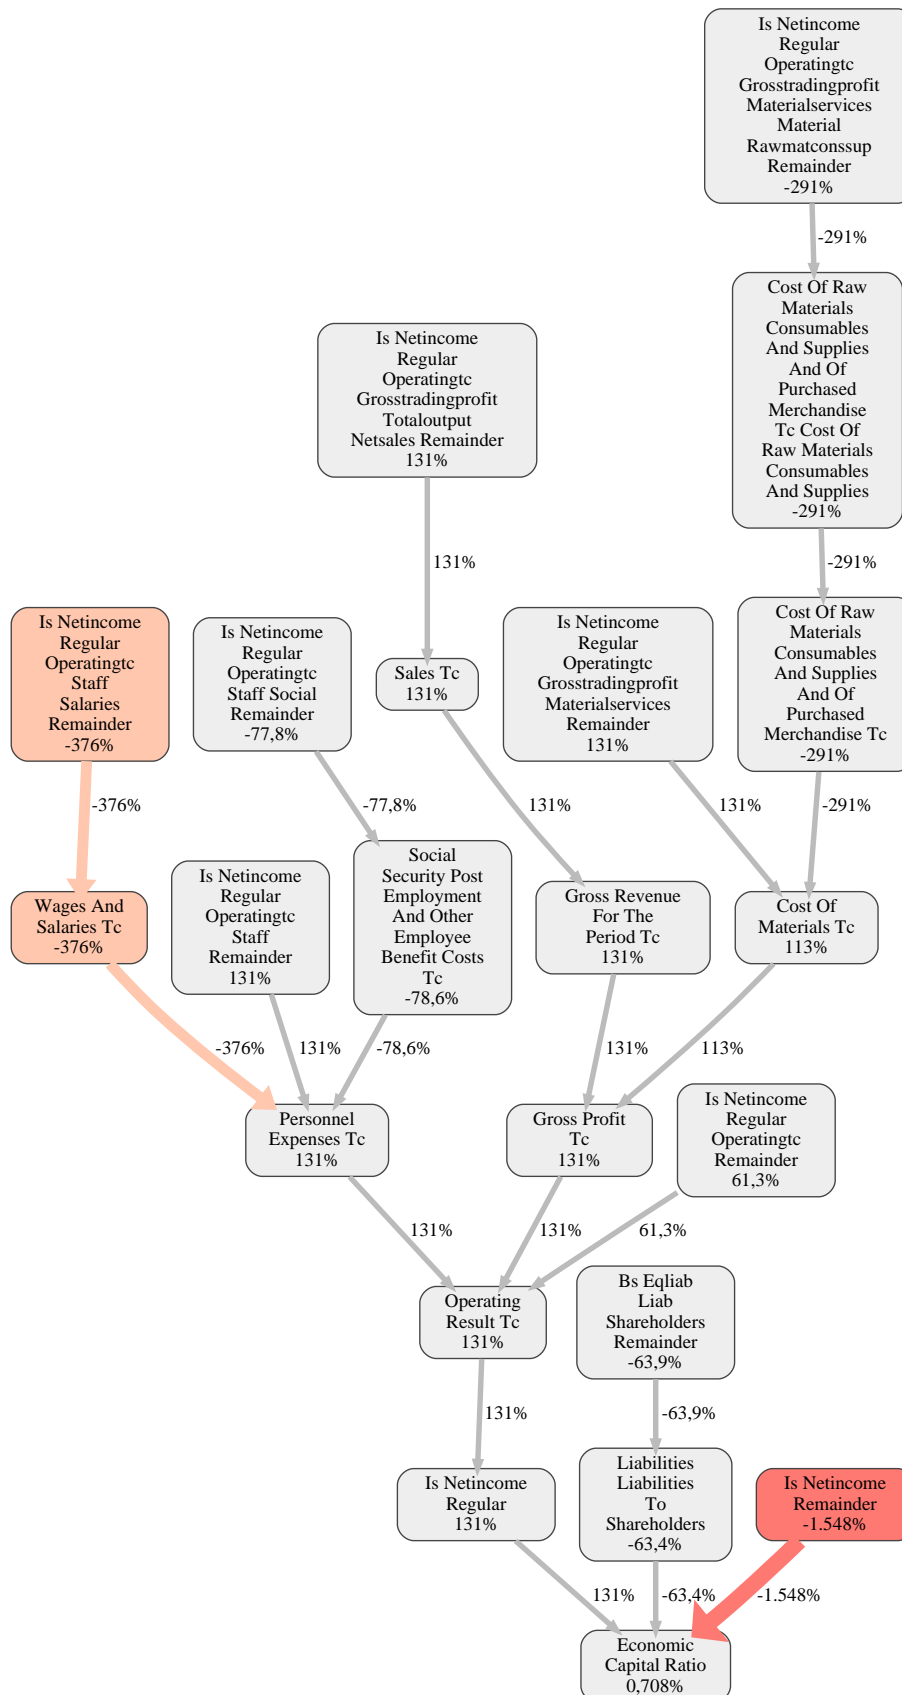 Is Netincome
Regular
Operatingtc
Grosstradingprofit
Materialservices
Material
Rawmatconssup
Remainder
-291%
-291%
Cost Of Raw
Materials
Consumables
And Supplies
And Of
Purchased
Merchandise
Tc Cost Of
Raw Materials
Consumables
And Supplies
-291%
Is Netincome
Regular
Operatingtc
Grosstradingprofit
Totaloutput
Netsales Remainder
131%
131%
-291%
Is Netincome
Regular
Operatingtc
Staff
Salaries
Remainder
-376%
Is Netincome
Regular
Operatingtc
Staff Social
Remainder
-77,8%
Sales Tc
131%
Is Netincome
Regular
Operatingtc
Grosstradingprofit
Materialservices
Remainder
131%
Cost Of Raw
Materials
Consumables
And Supplies
And Of
Purchased
Merchandise Tc
-291%
-376%
-77,8%
131%
131%
-291%
Wages And
Salaries Tc
-376%
Is Netincome
Regular
Operatingtc
Staff
Remainder
131%
Social
Security Post
Employment
And Other
Employee
Benefit Costs
Tc
-78,6%
Gross Revenue
For The
Period Tc
131%
Cost Of
Materials Tc
113%
-376%
131%
-78,6%
131%
113%
Personnel
Expenses Tc
131%
Gross Profit
Tc
131%
Is Netincome
Regular
Operatingtc
Remainder
61,3%
131%
131%
61,3%
Operating
Result Tc
131%
Bs Eqliab
Liab
Shareholders
Remainder
-63,9%
131%
-63,9%
Is Netincome
Regular
131%
Liabilities
Liabilities
To
Shareholders
-63,4%
Is Netincome
Remainder
-1.548%
131%
-63,4%
-1.548%
Economic
Capital Ratio
0,708%